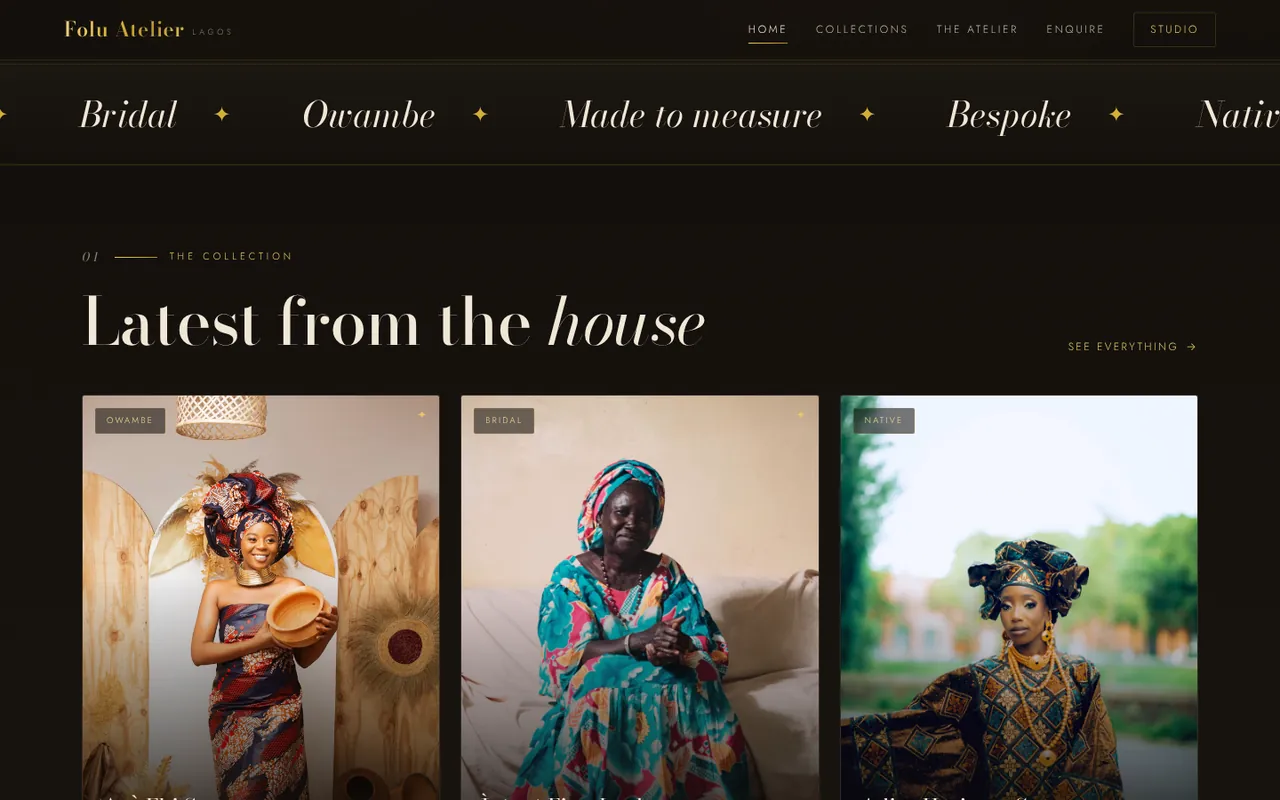 Folu Atelier LAGOS
HOME COLLECTIONS THE ATELIER ENQUIRE STUDIO
Bridal ✦ Owambe ✦ Made to measure ✦ Bespoke ✦
01 THE COLLECTION
Latest from the house
SEE EVERYTHING →
OWAMBE
BRIDAL
NATIVE